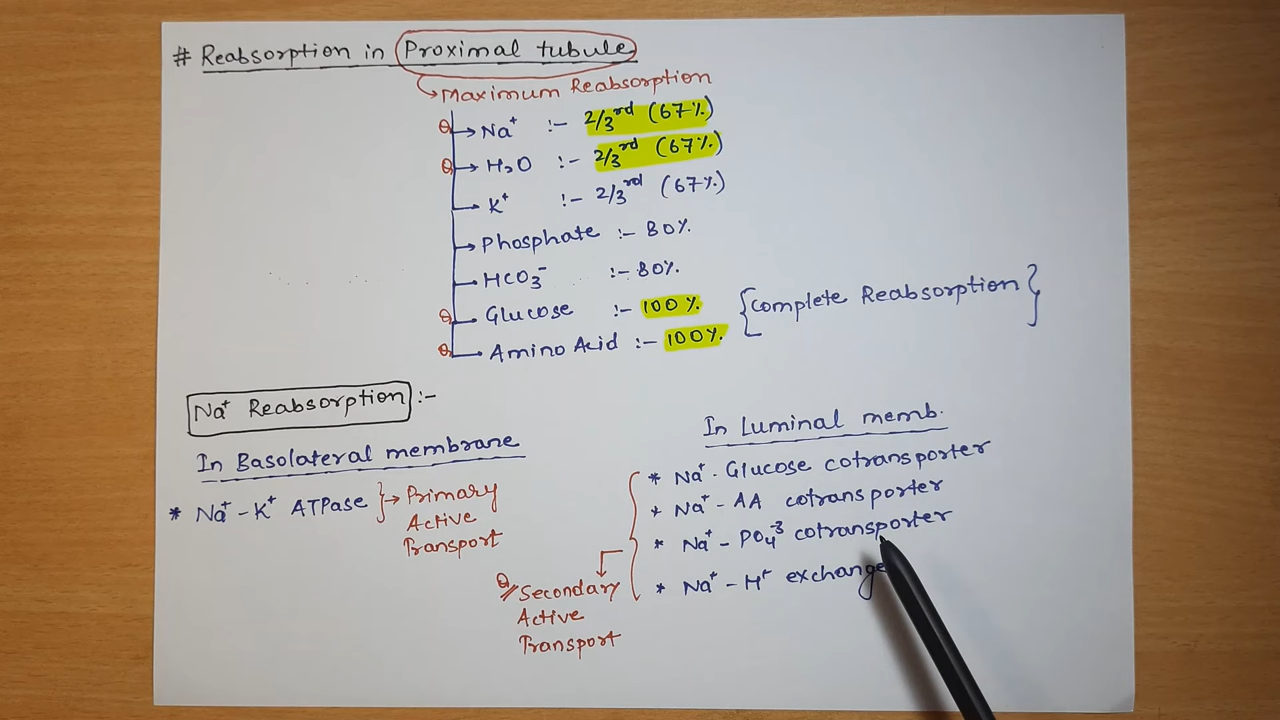 # Reabsorption in Proximal tubule
→ Maximum Reabsorption
Q → Na⁺ :- 2/3rd (67%)
Q → H₂O :- 2/3rd (67%)
K⁺ :- 2/3rd (67%)
→ Phosphate :- 80%
HCO₃⁻ :- 80%
Q Glucose :- 100%
Q Amino Acid :- 100%
{Complete Reabsorption}
Na⁺ Reabsorption :-
In Basolateral membrane
* Na⁺-K⁺ ATPase } → Primary
Active
Transport
In Luminal memb.
* Na⁺-Glucose cotransporter
* Na⁺-AA cotransporter
* Na⁺-PO₄⁻³ cotransporter
* Na⁺-H⁺ exchange
Q Secondary
Active
Transport